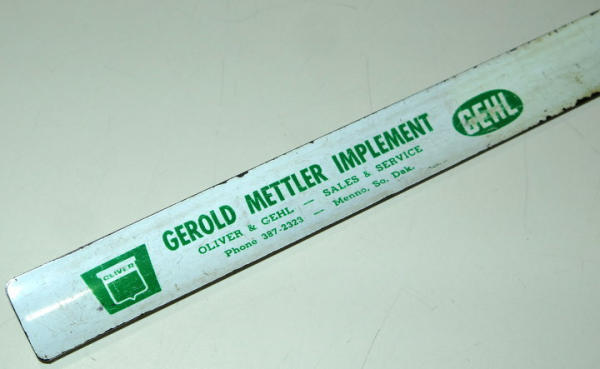 OLIVER
GEROLD METTLER IMPLEMENT
OLIVER & GEHL — SALES & SERVICE
Phone 387-2323 — Menno, So. Dak.
GEHL